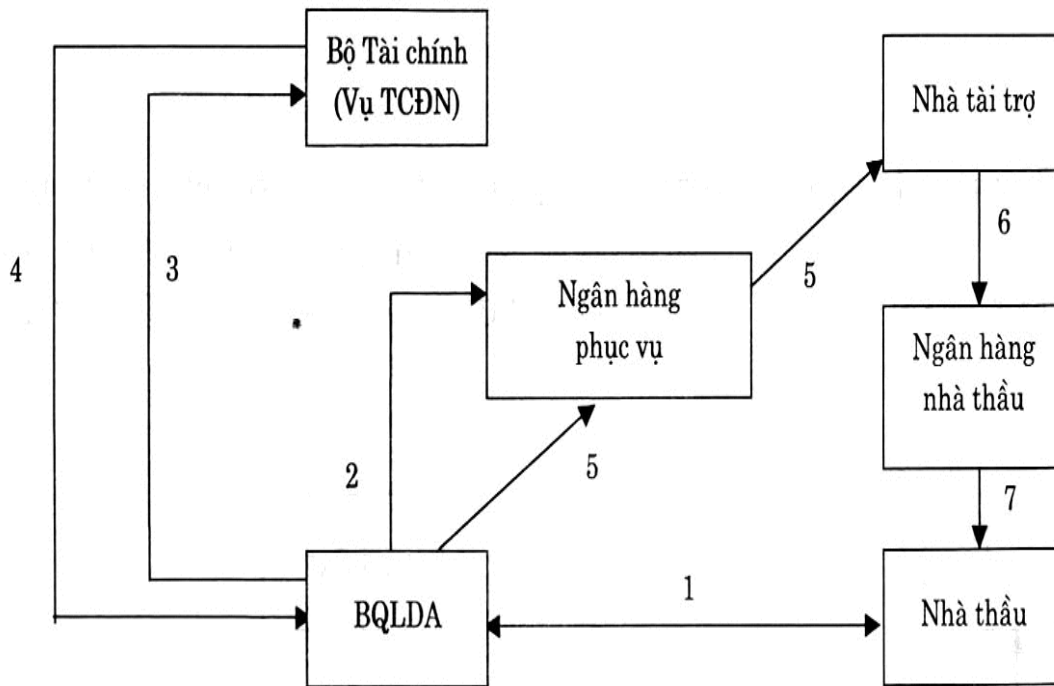 Bộ Tài chính
(Vụ TCĐN)
Nhà tài trợ
4
3
5
6
Ngân hàng
phục vụ
Ngân hàng
nhà thầu
2
5
7
1
BQLDA
Nhà thầu